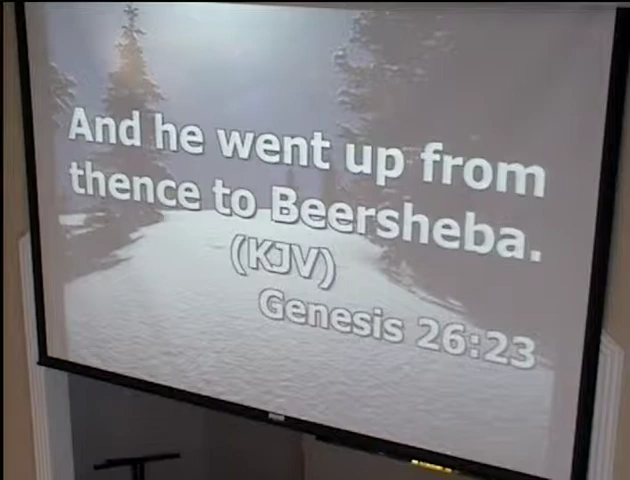 And he went up from
thence to Beersheba.
(KJV)
Genesis 26:23